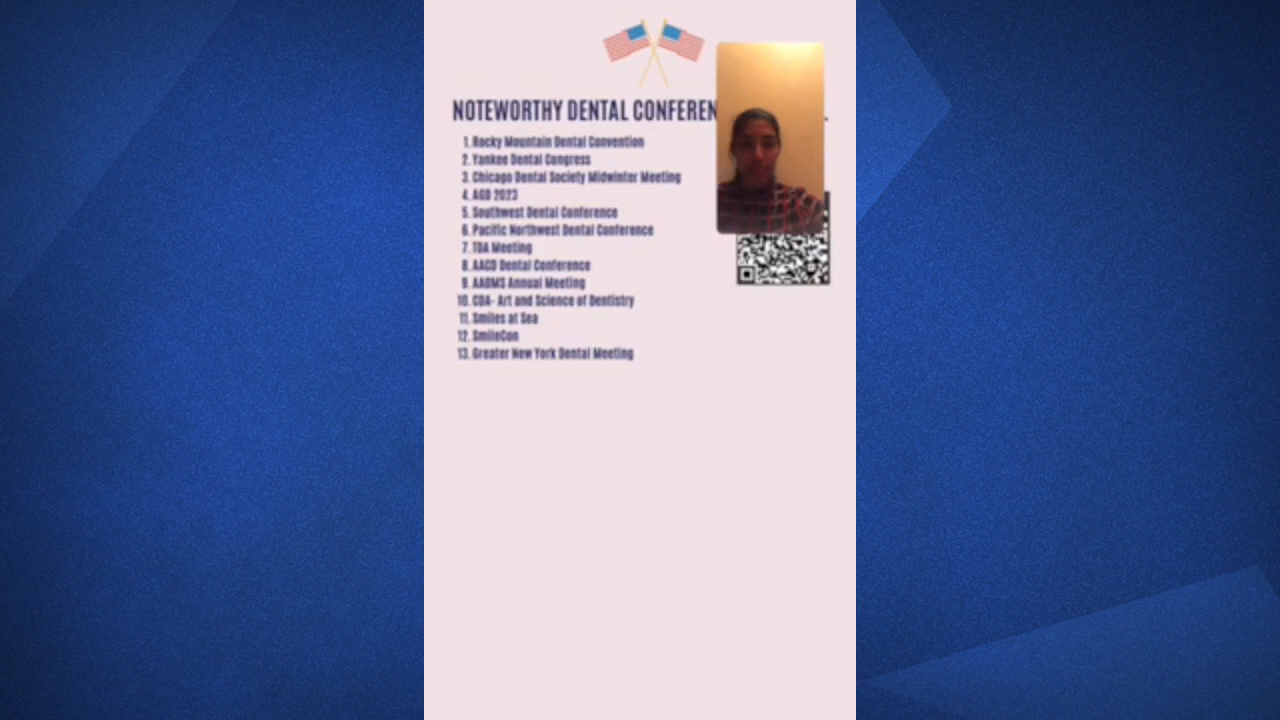 NOTEWORTHY DENTAL CONFEREN
1. Rocky Mountain Dental Convention
2. Yankee Dental Congress
3. Chicago Dental Society Midwinter Meeting
4. AGD 2023
5. Southwest Dental Conference
6. Pacific Northwest Dental Conference
7. TDA Meeting
8. AACD Dental Conference
9. AAOMS Annual Meeting
10. CDA- Art and Science of Dentistry
11. Smiles at Sea
12. SmileCon
13. Greater New York Dental Meeting